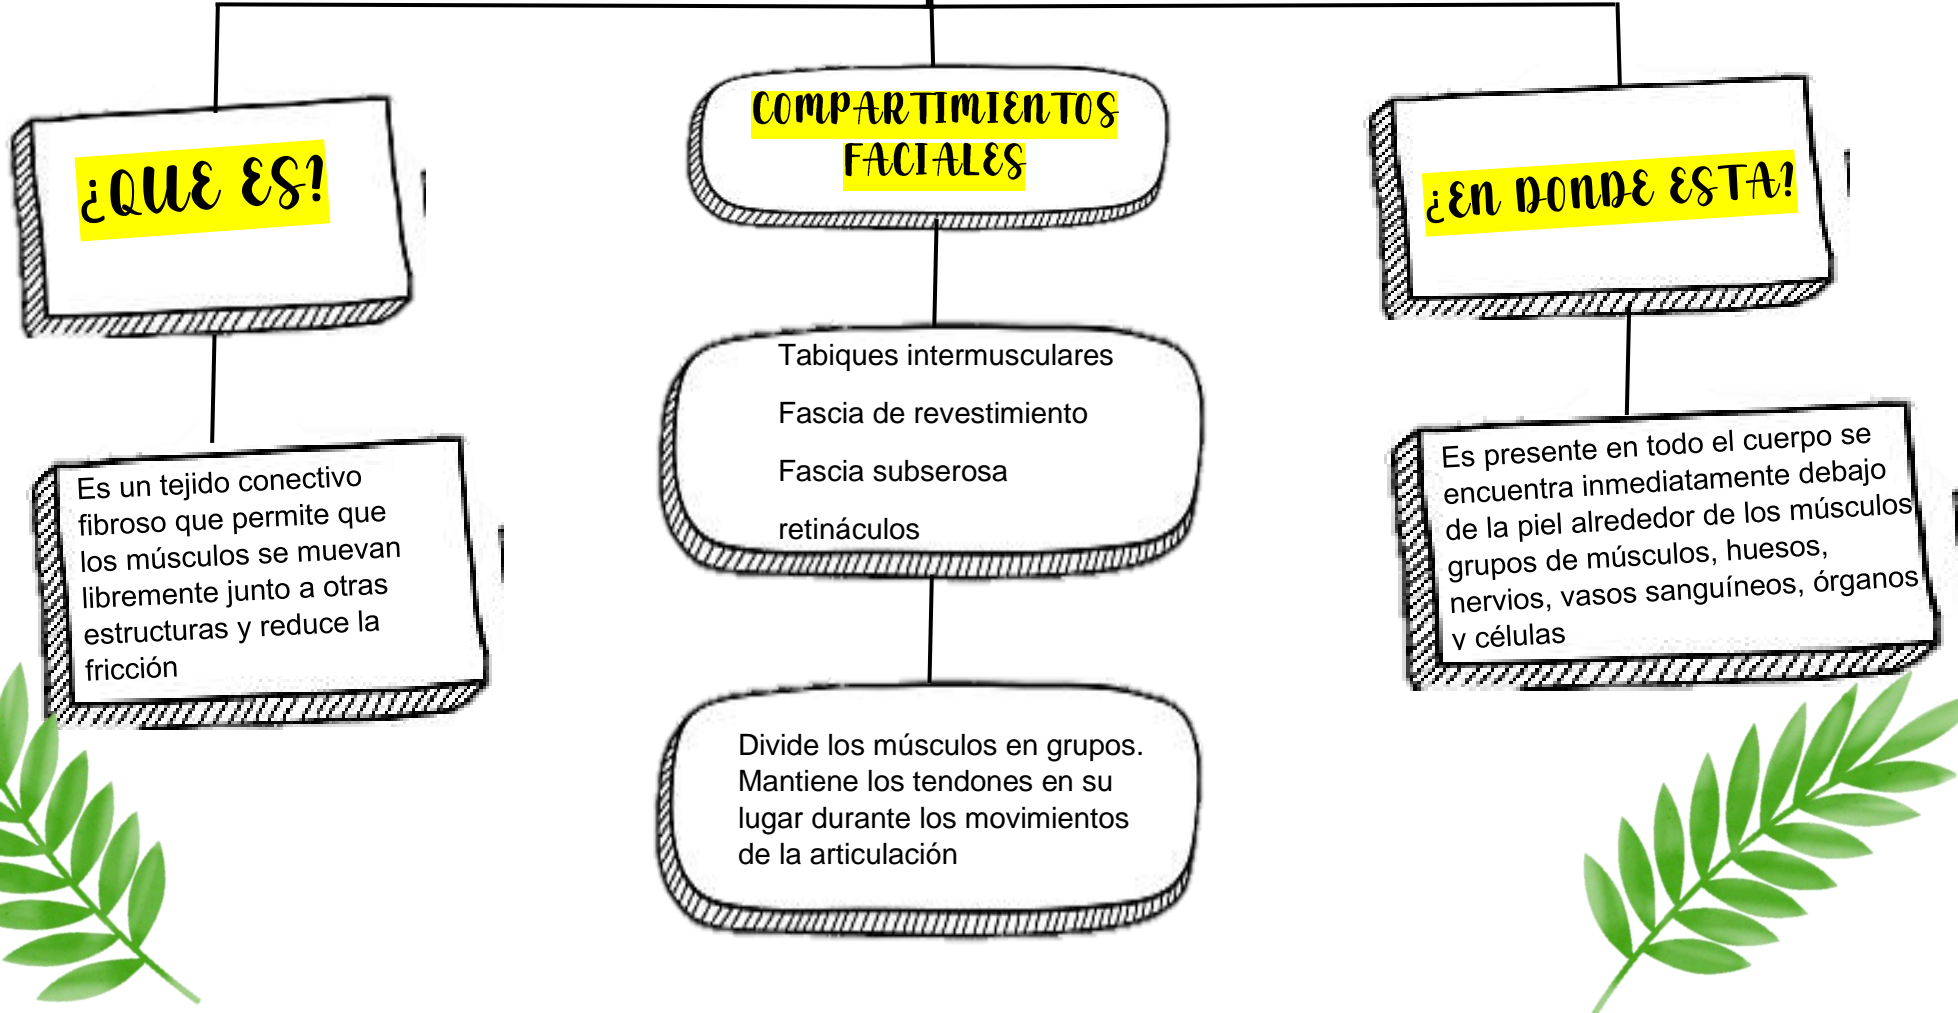 ¿QUE ES?
Es un tejido conectivo
fibroso que permite que
los músculos se muevan
libremente junto a otras
estructuras y reduce la
fricción
COMPARTIMIENTOS
FACIALES
Tabiques intermusculares
Fascia de revestimiento
Fascia subserosa
retináculos
Divide los músculos en grupos.
Mantiene los tendones en su
lugar durante los movimientos
de la articulación
¿EN DONDE ESTA?
Es presente en todo el cuerpo se
encuentra inmediatamente debajo
de la piel alrededor de los músculos
grupos de músculos, huesos,
nervios, vasos sanguíneos, órganos
y células